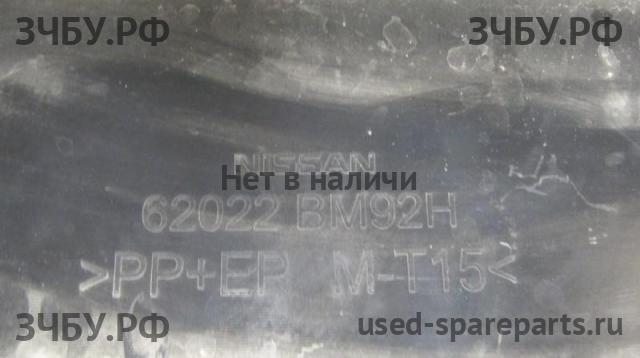 ЗЧБУ.РФ ЗЧБУ.РФ
NISSAN
Нет в наличи
62022 BM92H
>PP+EP M-T15<
ЗЧБУ.РФ used-spareparts.ru